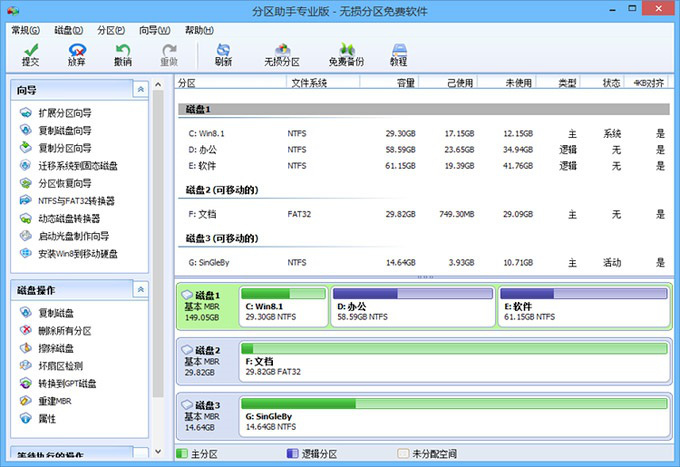 分区助手专业版 - 无损分区免费软件
常规(G) 磁盘(D) 分区(P) 向导(W) 帮助(H)
提交 放弃 撤销 重做 刷新 无损分区 免费备份 教程
向导
扩展分区向导
复制磁盘向导
复制分区向导
迁移系统到固态磁盘
分区恢复向导
NTFS与FAT32转换器
动态磁盘转换器
启动光盘制作向导
安装Win8到移动硬盘
磁盘操作
复制磁盘
删除所有分区
擦除磁盘
坏扇区检测
转换到GPT磁盘
重建MBR
属性
等待执行的操作
分区 文件系统 容量 已使用 未使用 类型 状态 4KB对齐
磁盘1
C: Win8.1 NTFS 29.30GB 17.15GB 12.15GB 主 系统 是
D: 办公 NTFS 58.59GB 23.65GB 34.94GB 逻辑 无 是
E: 软件 NTFS 61.15GB 19.39GB 41.76GB 逻辑 无 是
磁盘2 (可移动的)
F: 文档 FAT32 29.82GB 749.30MB 29.09GB 主 无 是
磁盘3 (可移动的)
G: SinGleBy NTFS 14.64GB 3.93GB 10.71GB 主 活动 是
磁盘1
基本 MBR
149.05GB
C: Win8.1
29.30GB NTFS
D: 办公
58.59GB NTFS
E: 软件
61.15GB NTFS
磁盘2
基本 MBR
29.82GB
F: 文档
29.82GB FAT32
磁盘3
基本 MBR
14.64GB
G: SinGleBy
14.64GB NTFS
主分区 逻辑分区 未分配空间